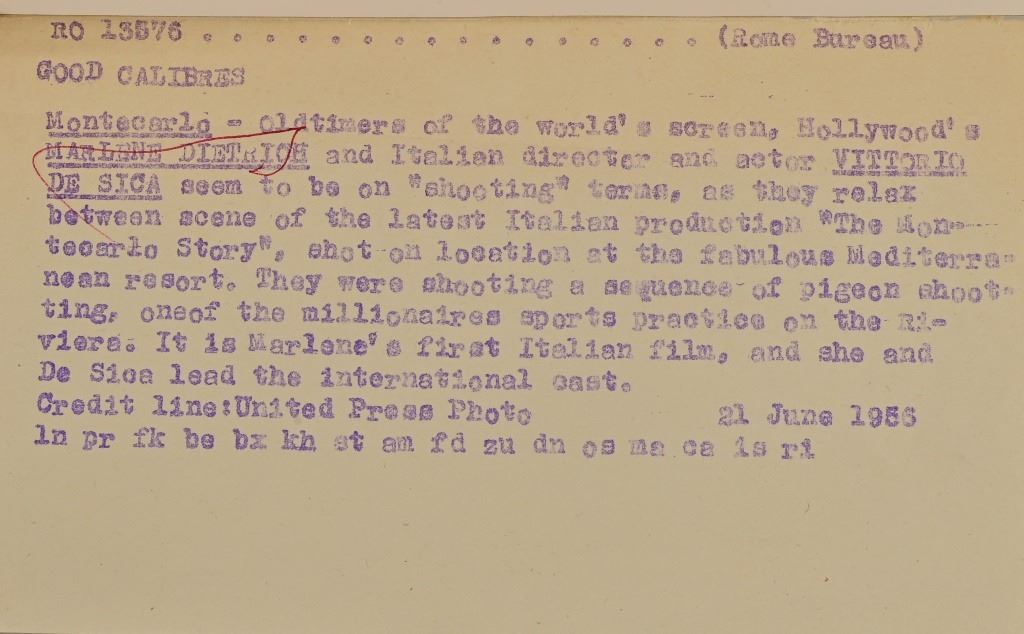 RO 13576 . . . . . . . . . . . . . . . . . (Rome Bureau)
GOOD CALIBRES
Montecarlo - Oldtimers of the world's screen, Hollywood's
MARLENE DIETRICH and Italian director and actor VITTORIO
DE SICA seem to be on "shooting" terms, as they relax
between scene of the latest Italian production "The Mon-
tecarlo Story", shot on location at the fabulous Mediterra-
nean resort. They were shooting a sequence of pigeon shoot-
ting, oneof the millionaires sports practice on the Ri-
viera. It is Marlene's first Italian film, and she and
De Sica lead the international cast.
Credit line:United Press Photo 21 June 1956
ln pr fk be bx kh st am fd zu dn os ma ca is ri